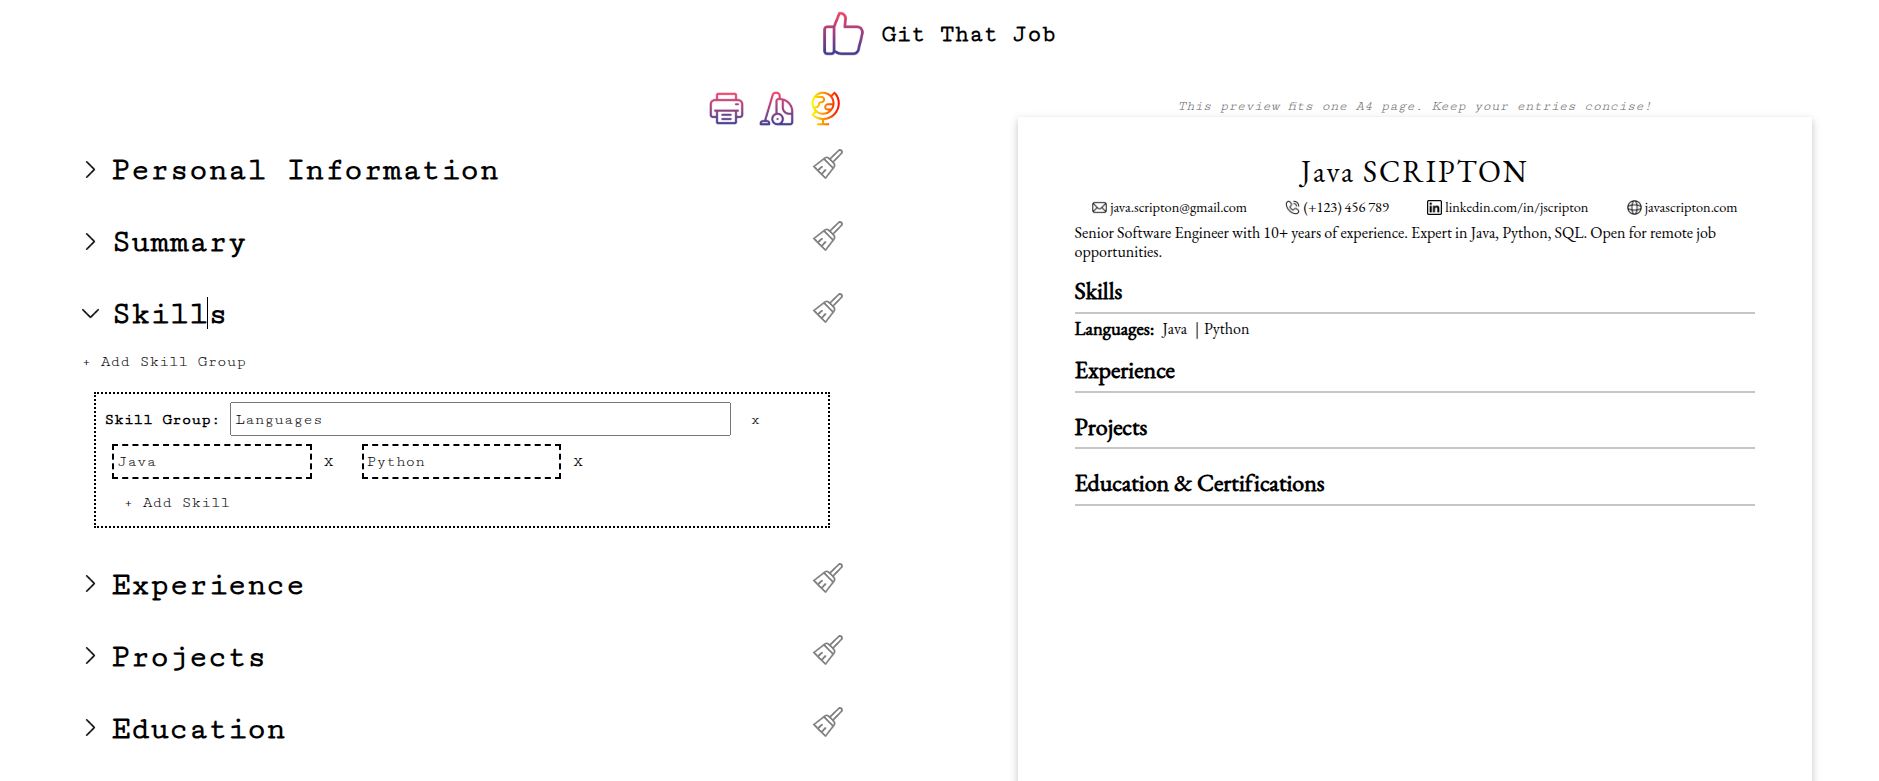 Git That Job
Personal Information
Summary
Skills
+ Add Skill Group
Skill Group: Languages x
Java x Python x
+ Add Skill
Experience
Projects
Education
This preview fits one A4 page. Keep your entries concise!
Java SCRIPTON
java.scripton@gmail.com (+123) 456 789 linkedin.com/in/jscripton javascripton.com
Senior Software Engineer with 10+ years of experience. Expert in Java, Python, SQL. Open for remote job
opportunities.
Skills
Languages: Java | Python
Experience
Projects
Education & Certifications